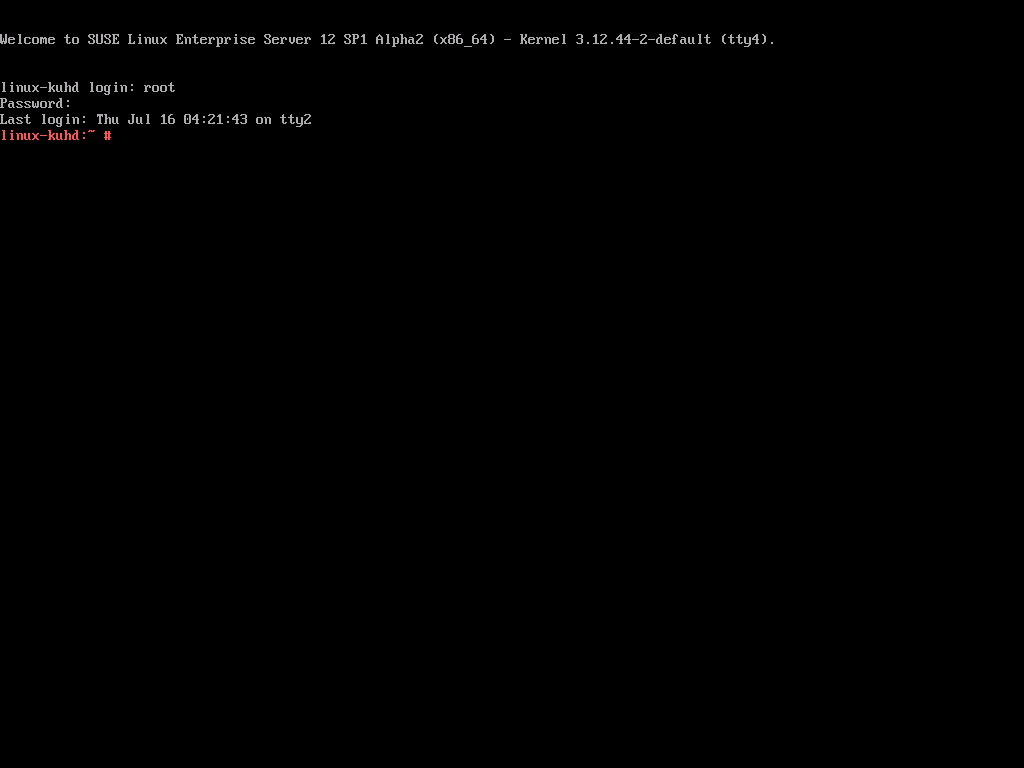 Welcome to SUSE Linux Enterprise Server 12 SP1 Alpha2 (x86_64) - Kernel 3.12.44-2-default (tty4).
linux-kuhd login: root
Password:
Last login: Thu Jul 16 04:21:43 on tty2
linux-kuhd:~ #